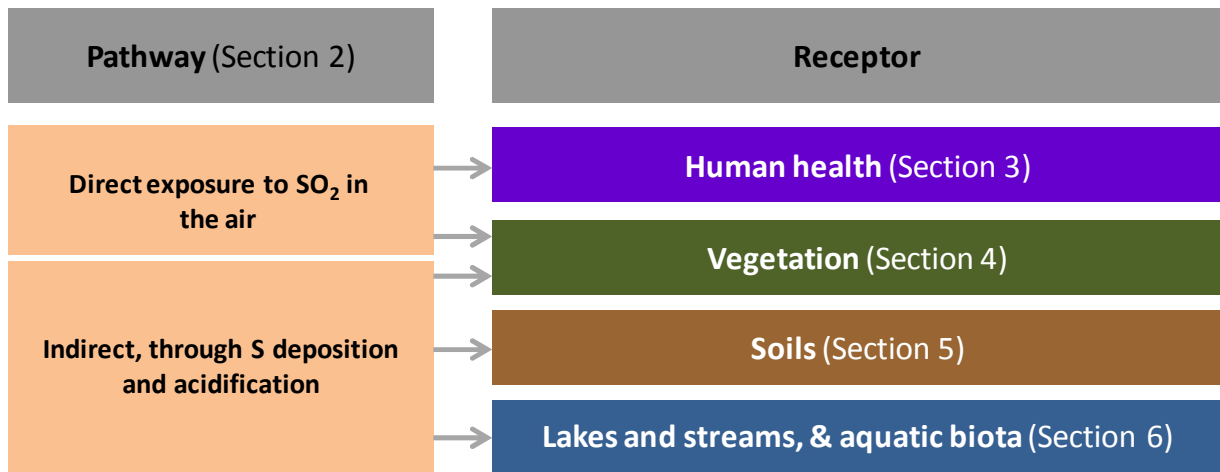 Pathway (Section 2)
Receptor
Direct exposure to SO₂ in
the air
Human health (Section 3)
Vegetation (Section 4)
Indirect, through S deposition
and acidification
Soils (Section 5)
Lakes and streams, & aquatic biota (Section 6)